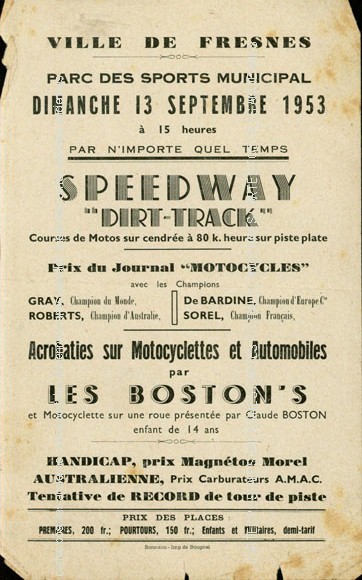 VILLE DE FRESNES
PARC DES SPORTS MUNICIPAL
DIMANCHE 13 SEPTEMBRE 1953
à 15 heures
PAR N'IMPORTE QUEL TEMPS
SPEEDWAY
"DIRT-TRACK"
Courses de Motos sur cendrée à 80 k. heure sur piste plate
Prix du Journal "MOTOCYCLES"
avec les Champions
GRAY, Champion du Monde,
ROBERTS, Champion d'Australie,
De BARDINE, Champion d'Europe Cⁿᵉ
SOREL, Champion Français,
Acrobaties sur Motocyclettes et Automobiles
par
LES BOSTON'S
et Motocyclette sur une roue présentée par Claude BOSTON
enfant de 14 ans
HANDICAP, prix Magnétos Morel
AUSTRALIENNE, Prix Carburateurs A.M.A.C.
Tentative de RECORD de tour de piste
PRIX DES PLACES
PREMIERES, 200 fr.; POURTOURS, 150 fr.; Enfants et Militaires, demi-tarif